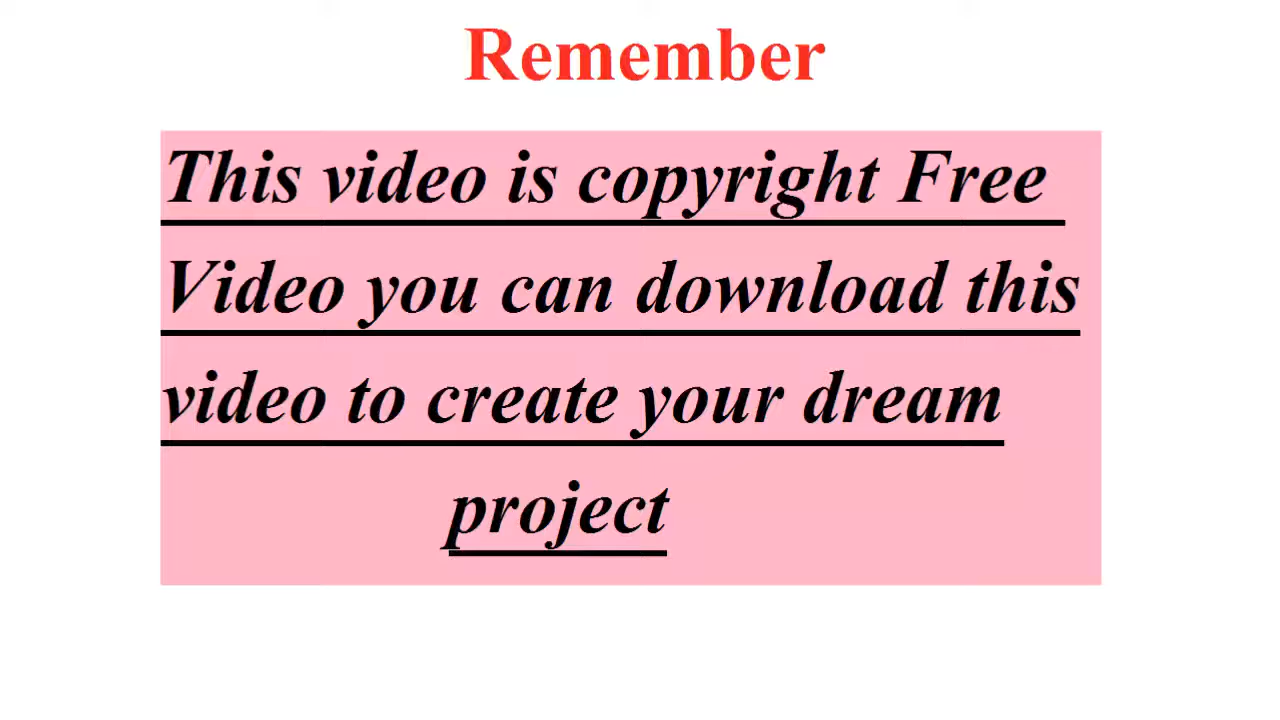 Remember
This video is copyright Free
Video you can download this
video to create your dream
project